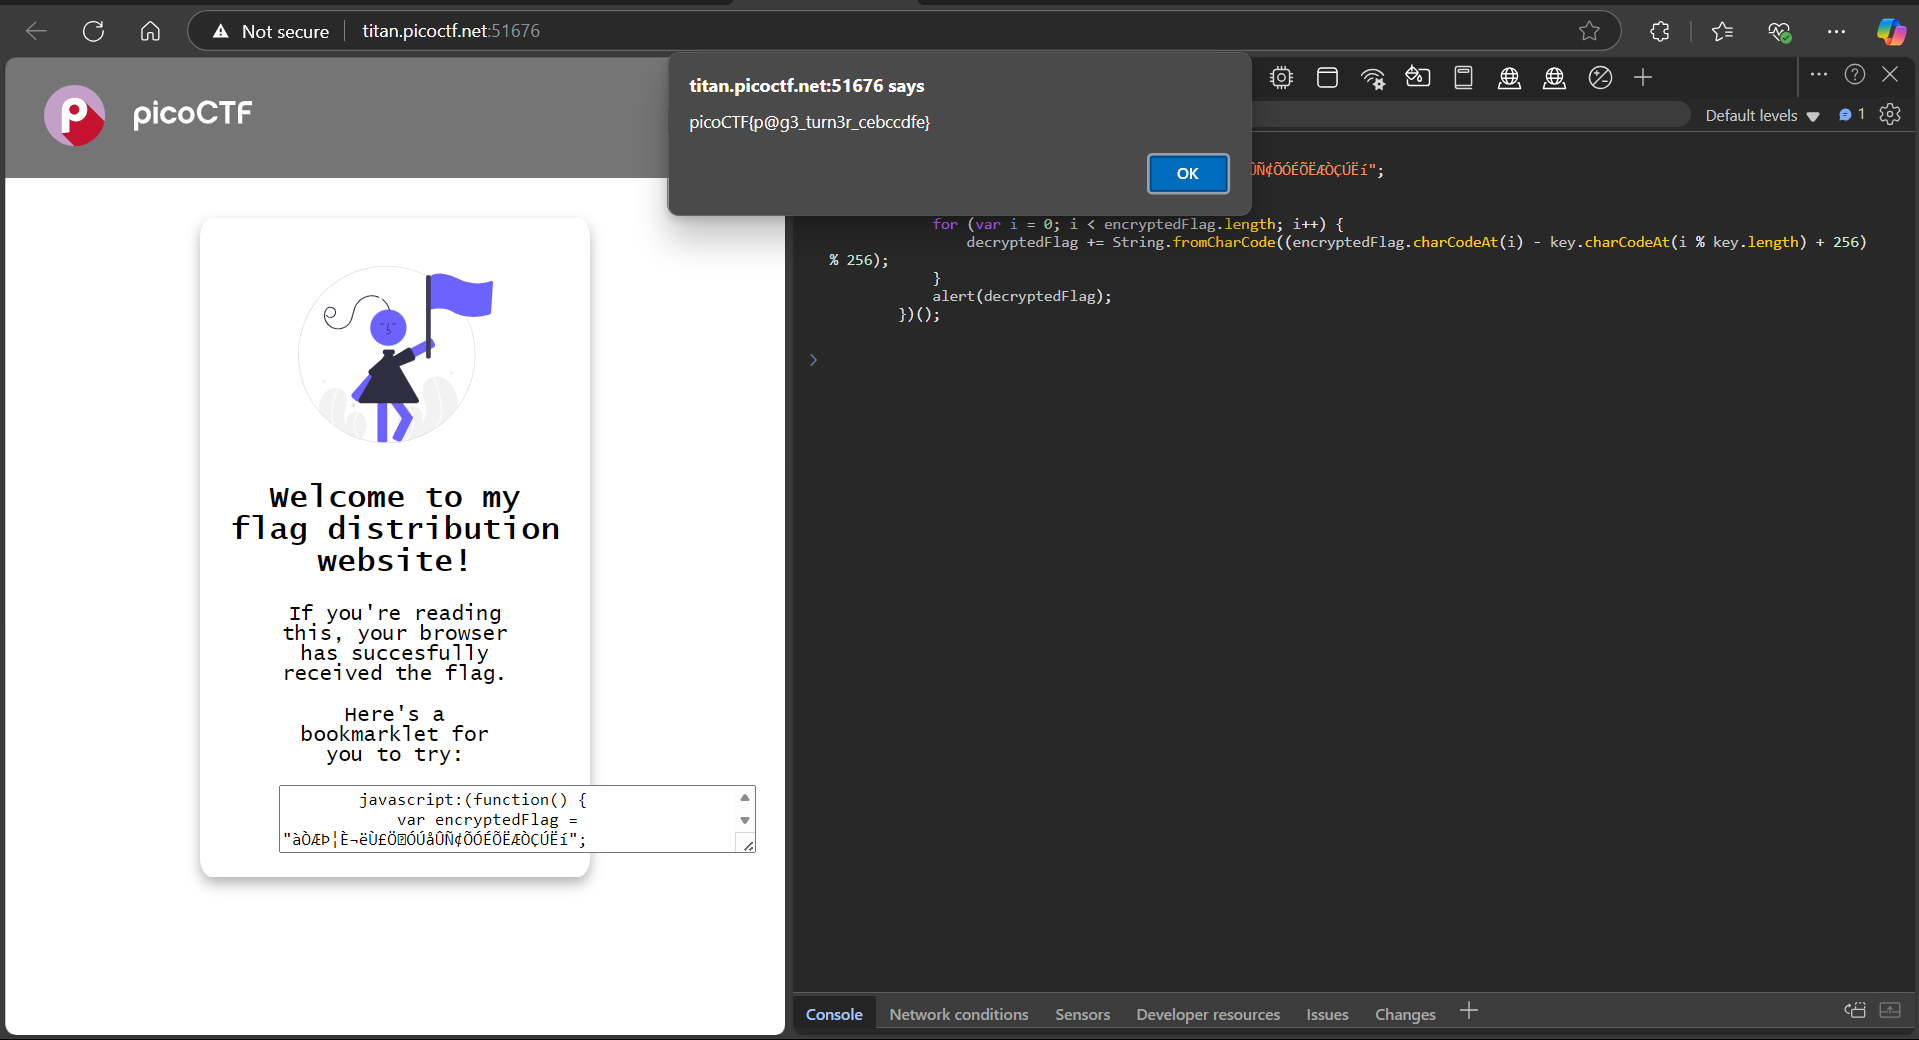 Not secure
titan.picoctf.net:51676
titan.picoctf.net:51676 says
picoCTF{p@g3_turn3r_cebccdfe}
OK
picoCTF
Welcome to my
flag distribution
website!
If you're reading
this, your browser
has succesfully
received the flag.
Here's a
bookmarklet for
you to try:
javascript:(function() {
var encryptedFlag =
"àÒÆÞ¦È¬ëÙ£ÖÓÚåÛÑ¢ÕÓÉÕËÆÒÇÚËí";
Default levels
1
ÛÑ¢ÕÓÉÕËÆÒÇÚËí";
for (var i = 0; i < encryptedFlag.length; i++) {
decryptedFlag += String.fromCharCode((encryptedFlag.charCodeAt(i) - key.charCodeAt(i % key.length) + 256)
% 256);
}
alert(decryptedFlag);
})();
Console
Network conditions
Sensors
Developer resources
Issues
Changes